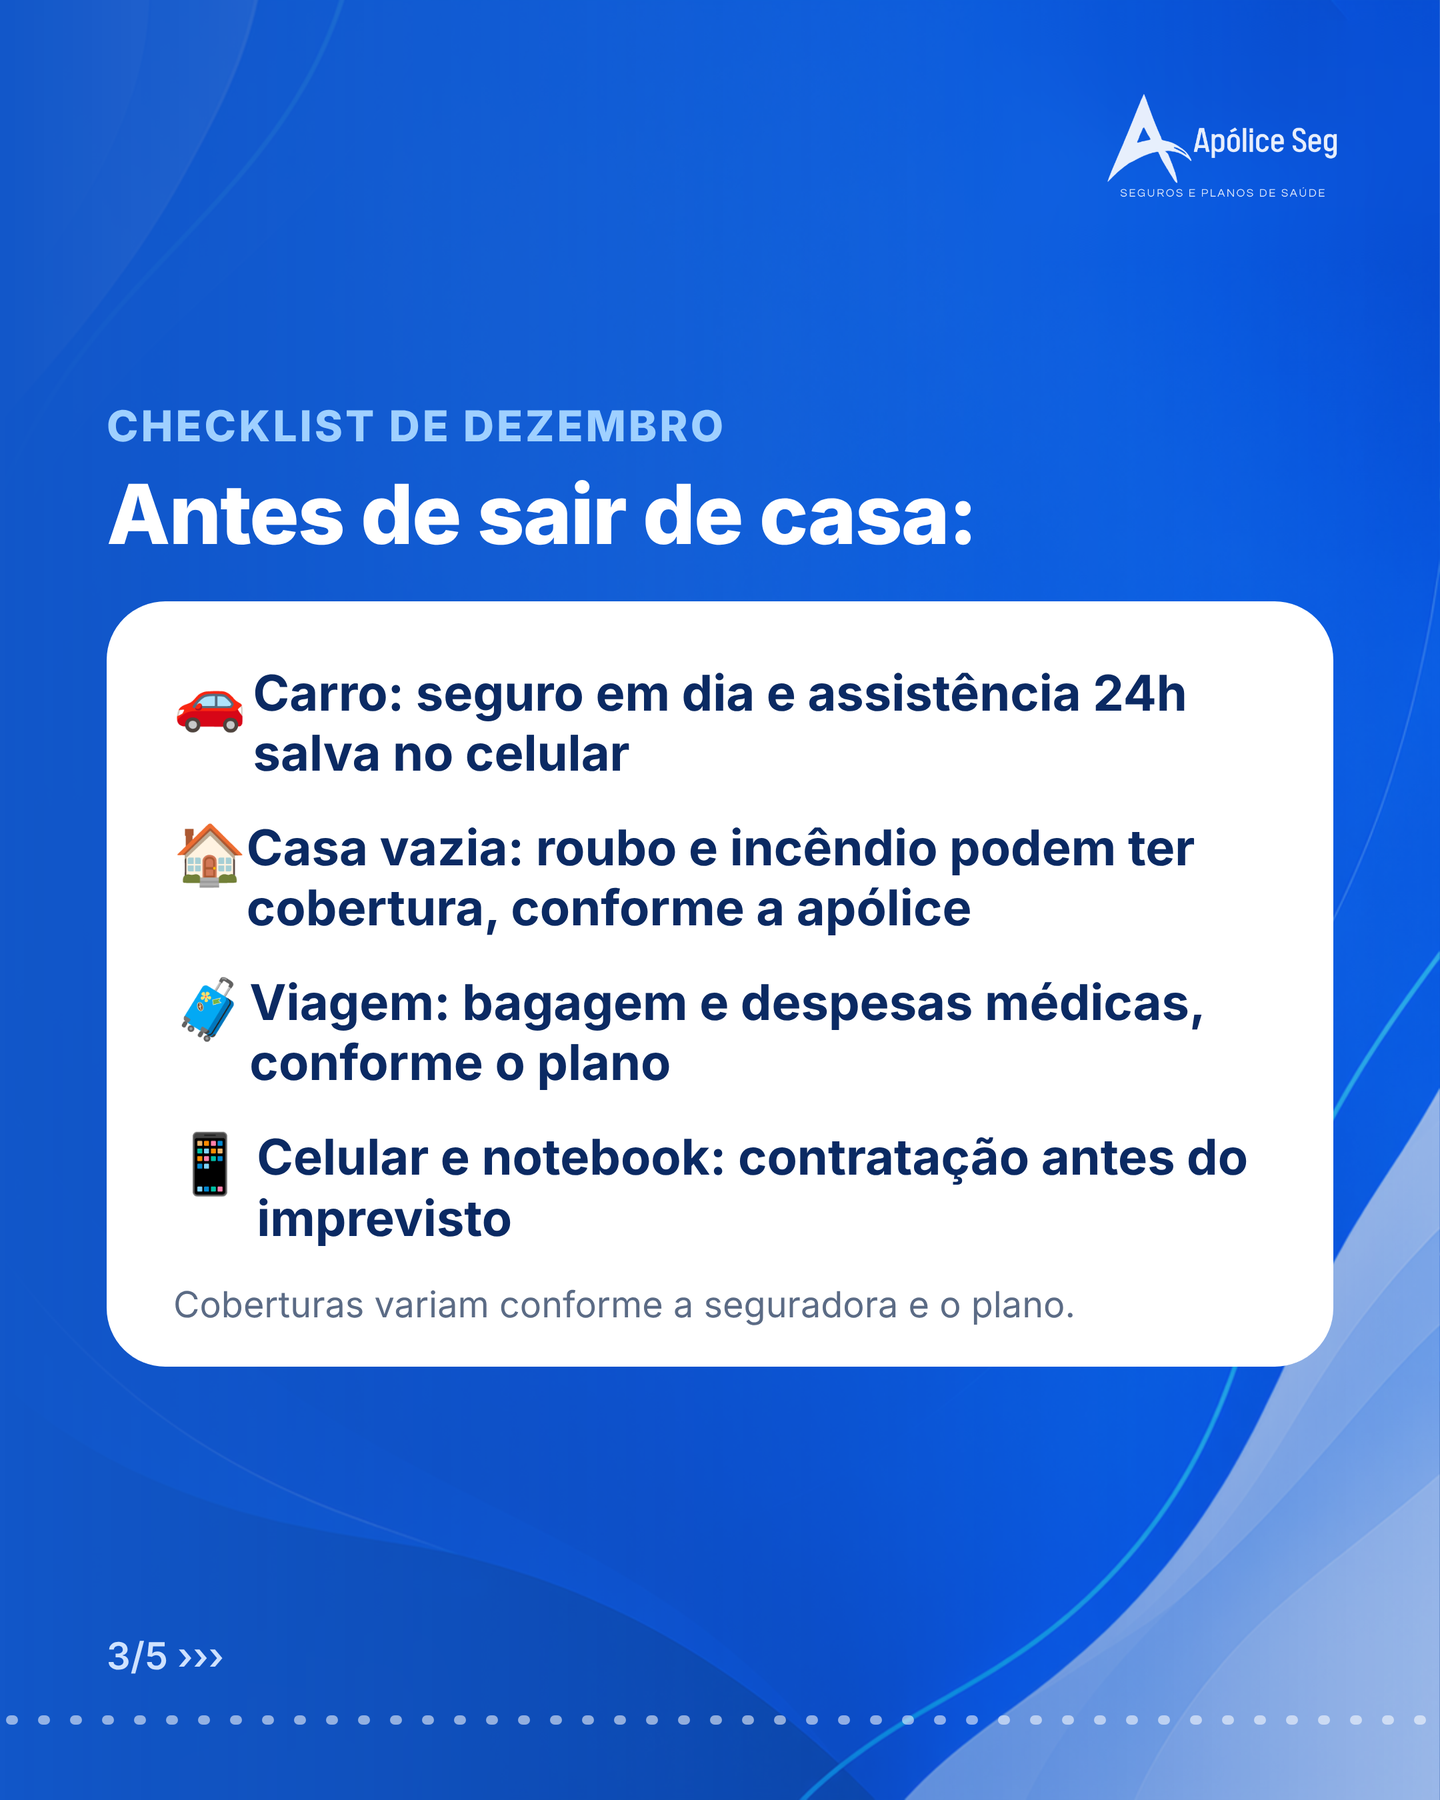 Apólice Seg
SEGUROS E PLANOS DE SAÚDE
CHECKLIST DE DEZEMBRO
Antes de sair de casa:
Carro: seguro em dia e assistência 24h
salva no celular
Casa vazia: roubo e incêndio podem ter
cobertura, conforme a apólice
Viagem: bagagem e despesas médicas,
conforme o plano
Celular e notebook: contratação antes do
imprevisto
Coberturas variam conforme a seguradora e o plano.
3/5 ›››